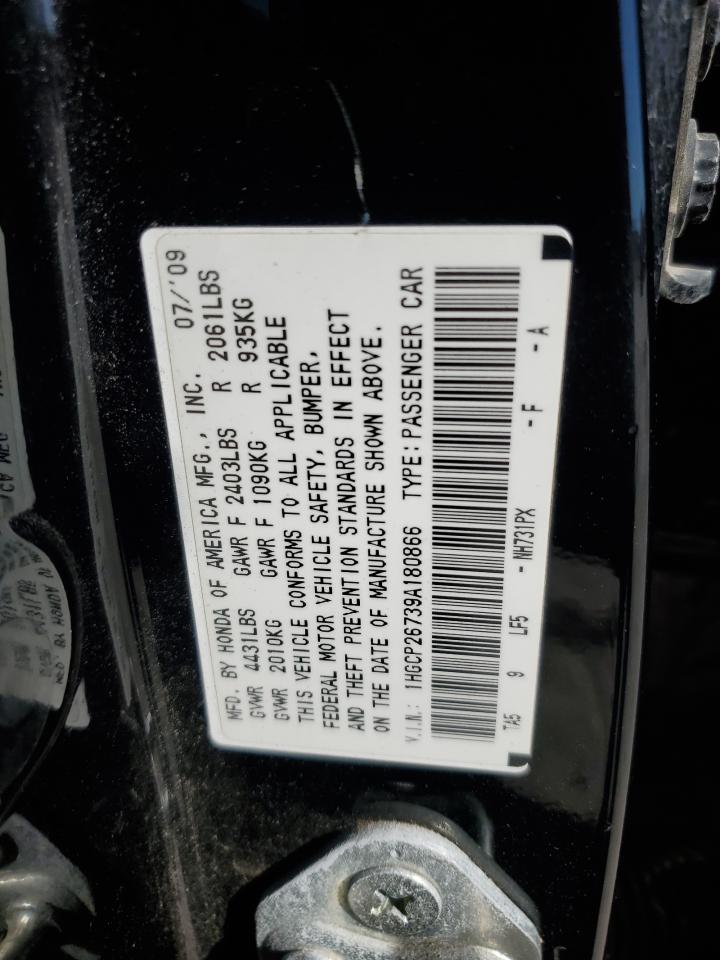 MFD. BY HONDA OF AMERICA MFG., INC. 07/'09
GVWR 4431LBS GAWR F 2403LBS R 2061LBS
GVWR 2010KG GAWR F 1090KG R 935KG
THIS VEHICLE CONFORMS TO ALL APPLICABLE
FEDERAL MOTOR VEHICLE SAFETY, BUMPER,
AND THEFT PREVENTION STANDARDS IN EFFECT
ON THE DATE OF MANUFACTURE SHOWN ABOVE.
V.I.N.: 1HGCP26739A180866 TYPE: PASSENGER CAR
TA5 9 LF5 - NH731PX - F - A